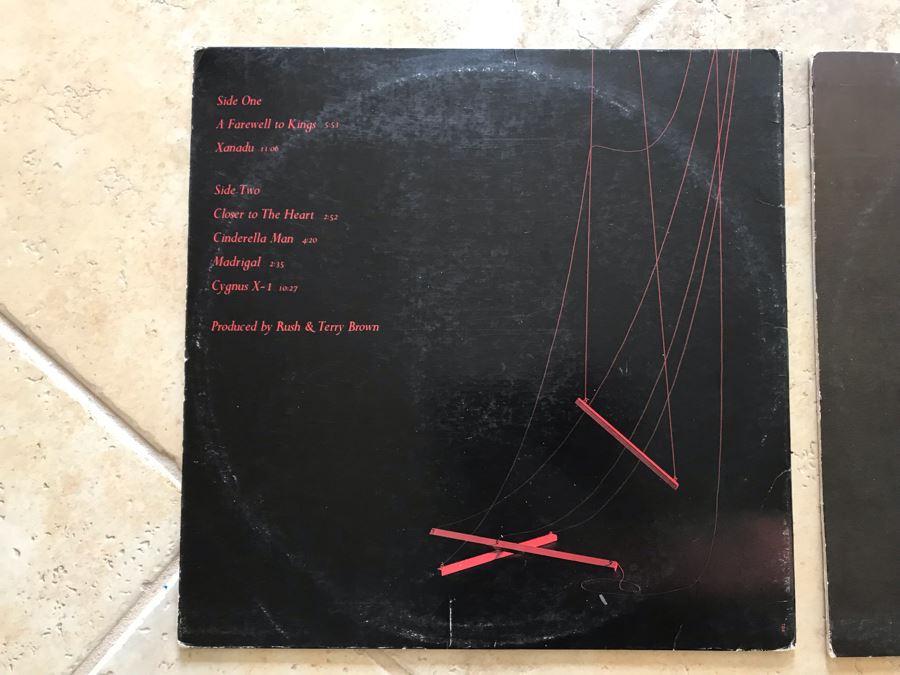 Side One
A Farewell to Kings 5:53
Xanadu 11:06
Side Two
Closer to The Heart 2:52
Cinderella Man 4:20
Madrigal 2:35
Cygnus X-1 10:27
Produced by Rush & Terry Brown